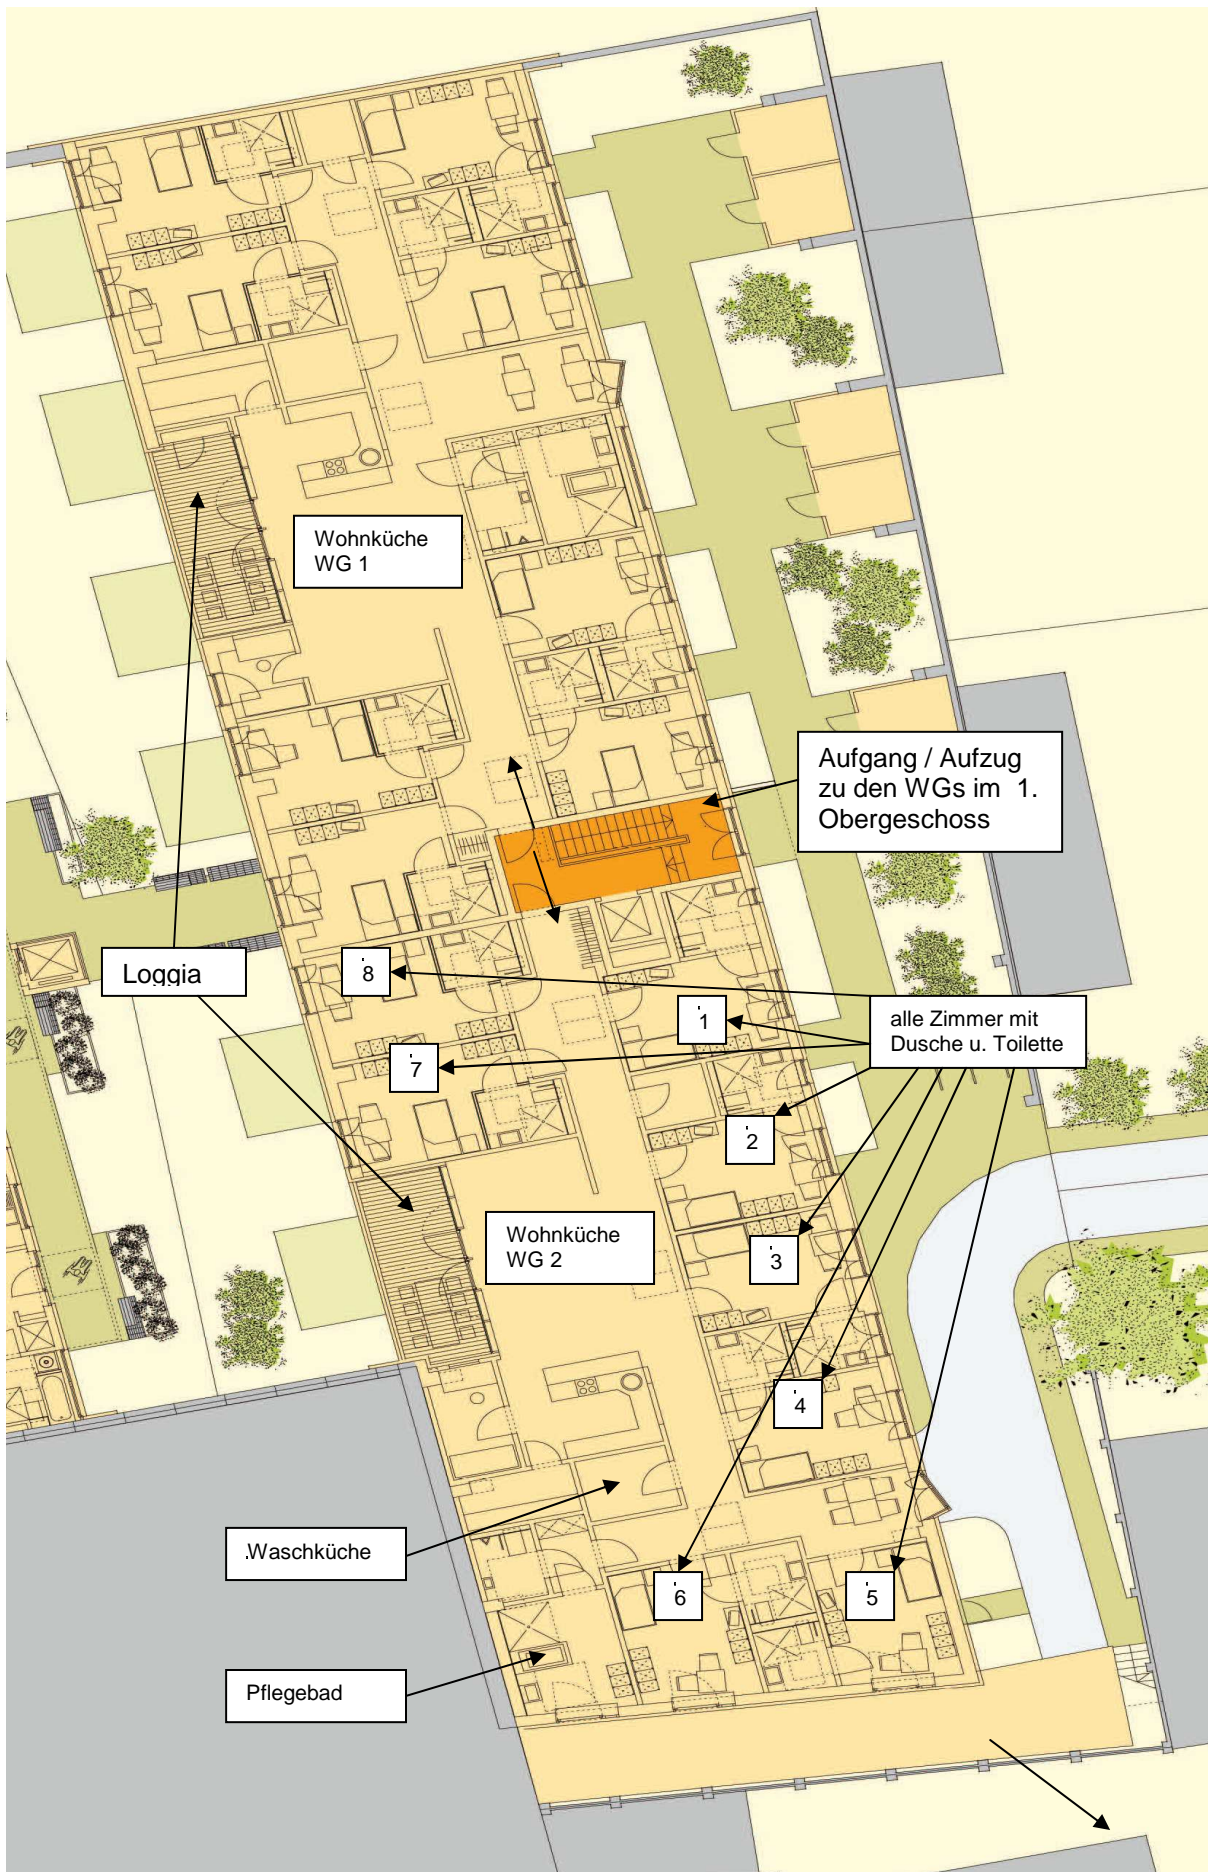 Wohnküche
WG 1
Aufgang / Aufzug
zu den WGs im 1.
Obergeschoss
Loggia
8
1
alle Zimmer mit
Dusche u. Toilette
7
2
Wohnküche
WG 2
3
4
.Waschküche
6
5
Pflegebad